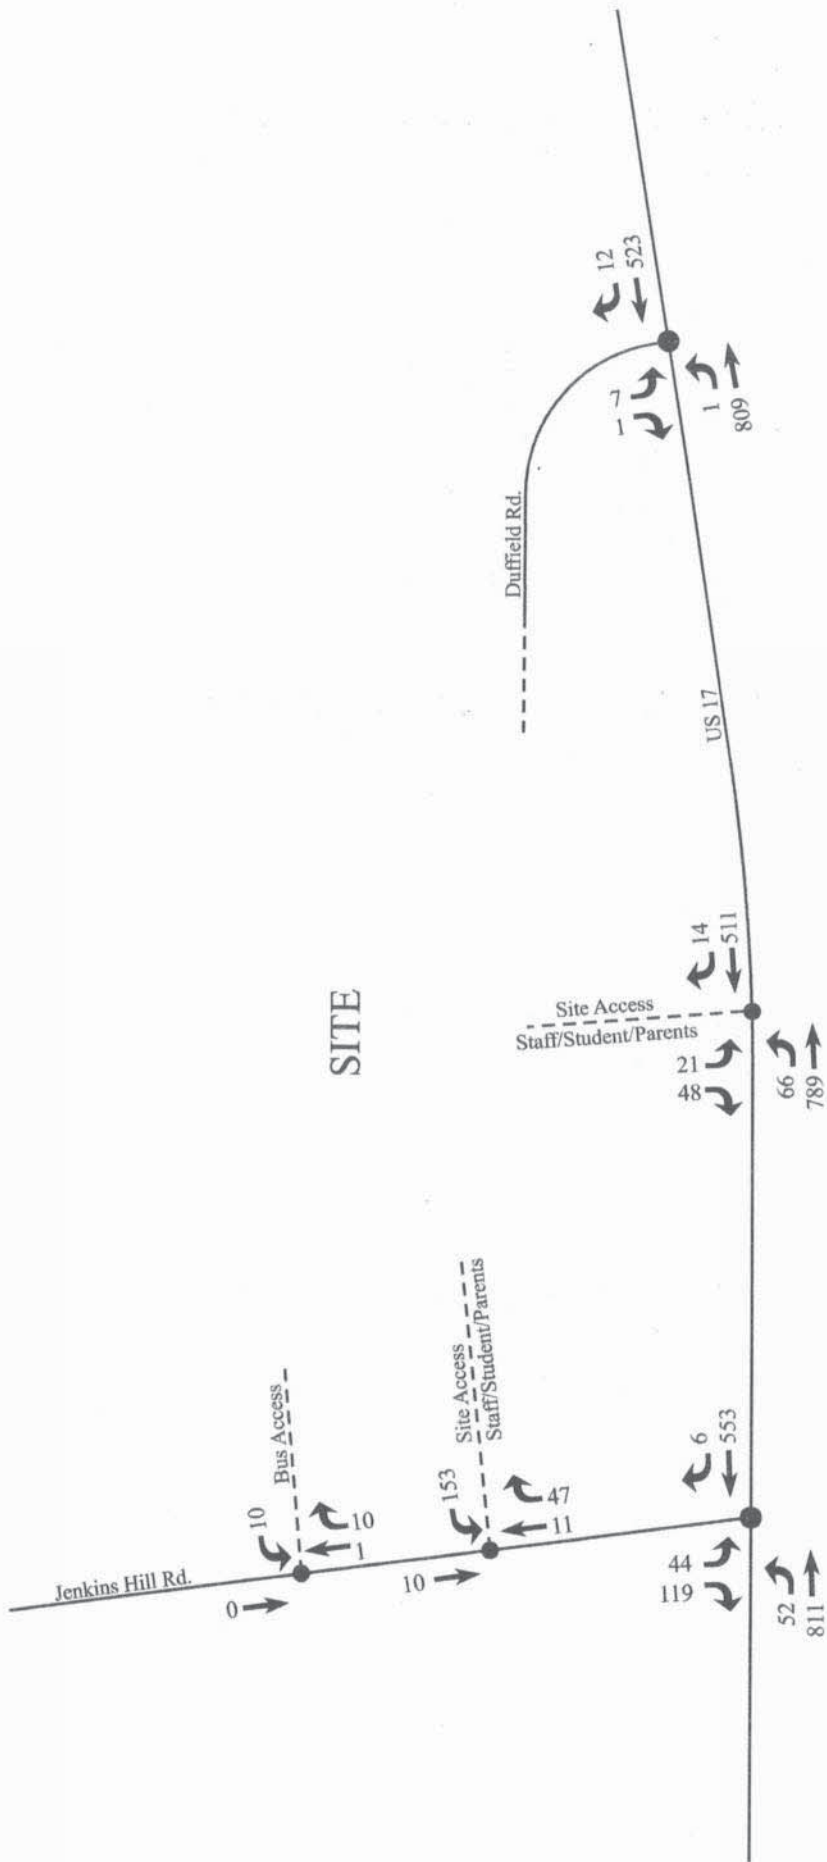 12
523
7
1
1
809
Duffield Rd.
US 17
14
511
Site Access
Staff/Student/Parents
21
48
66
789
SITE
Bus Access
10
10
1
Jenkins Hill Rd.
0
Site Access
Staff/Student/Parents
153
47
11
10
6
553
44
119
52
811